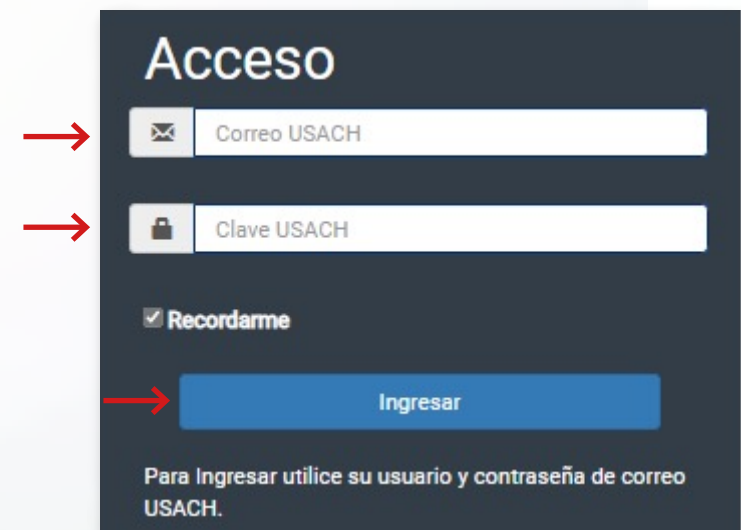 Acceso
Correo USACH
Clave USACH
Recordarme
Ingresar
Para Ingresar utilice su usuario y contraseña de correo
USACH.